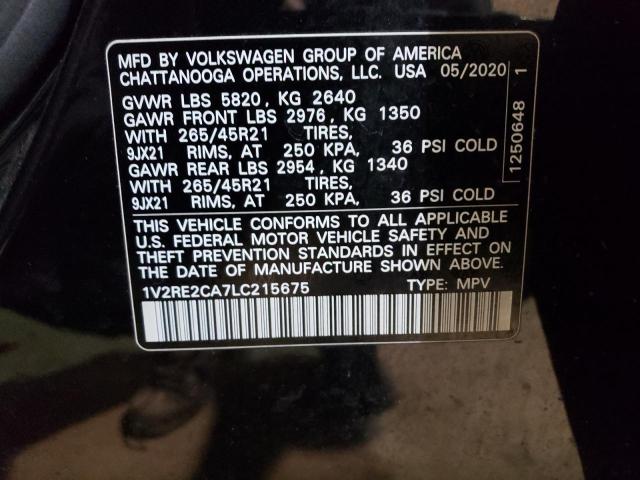 MFD BY VOLKSWAGEN GROUP OF AMERICA
CHATTANOOGA OPERATIONS, LLC. USA 05/2020
GVWR LBS 5820, KG 2640
GAWR FRONT LBS 2976, KG 1350
WITH 265/45R21 TIRES,
9JX21 RIMS, AT 250 KPA, 36 PSI COLD
GAWR REAR LBS 2954, KG 1340
WITH 265/45R21 TIRES,
9JX21 RIMS, AT 250 KPA, 36 PSI COLD
THIS VEHICLE CONFORMS TO ALL APPLICABLE
U.S. FEDERAL MOTOR VEHICLE SAFETY AND
THEFT PREVENTION STANDARDS IN EFFECT ON
THE DATE OF MANUFACTURE SHOWN ABOVE.
1V2RE2CA7LC215675 TYPE: MPV
1250648 1